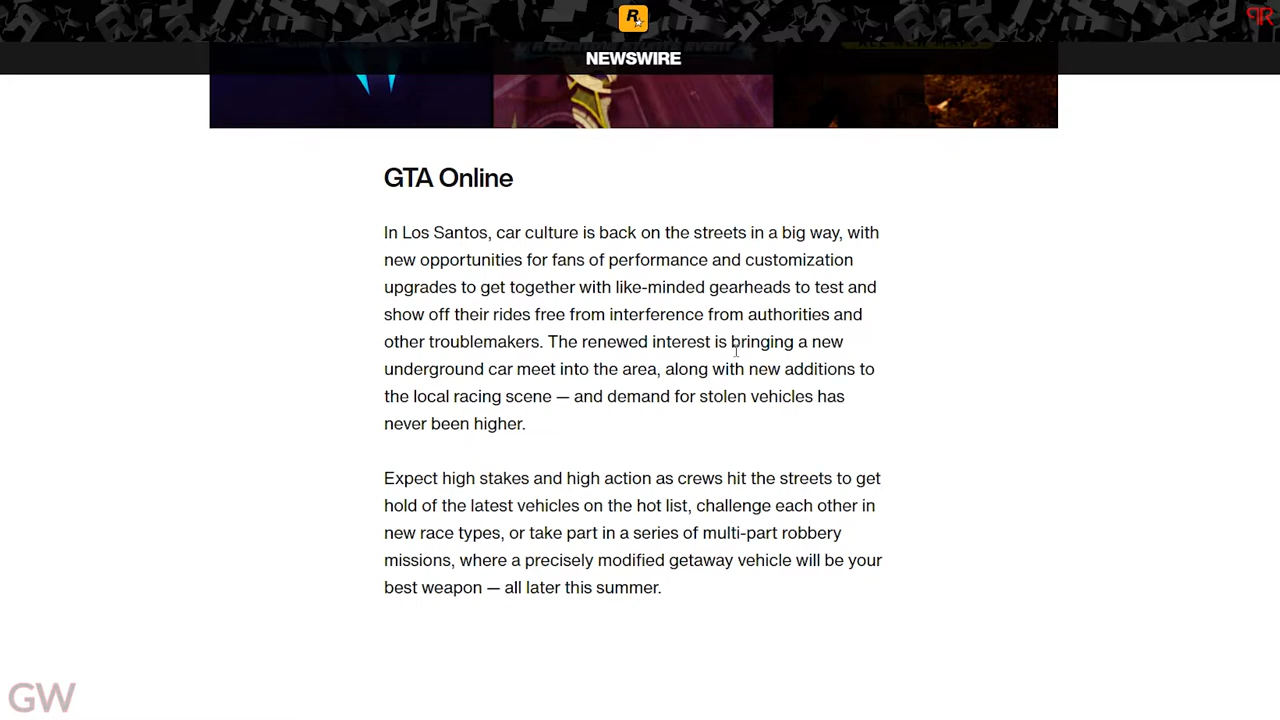 R
NEWSWIRE
GTA Online
In Los Santos, car culture is back on the streets in a big way, with
new opportunities for fans of performance and customization
upgrades to get together with like-minded gearheads to test and
show off their rides free from interference from authorities and
other troublemakers. The renewed interest is bringing a new
underground car meet into the area, along with new additions to
the local racing scene — and demand for stolen vehicles has
never been higher.
Expect high stakes and high action as crews hit the streets to get
hold of the latest vehicles on the hot list, challenge each other in
new race types, or take part in a series of multi-part robbery
missions, where a precisely modified getaway vehicle will be your
best weapon — all later this summer.
GW